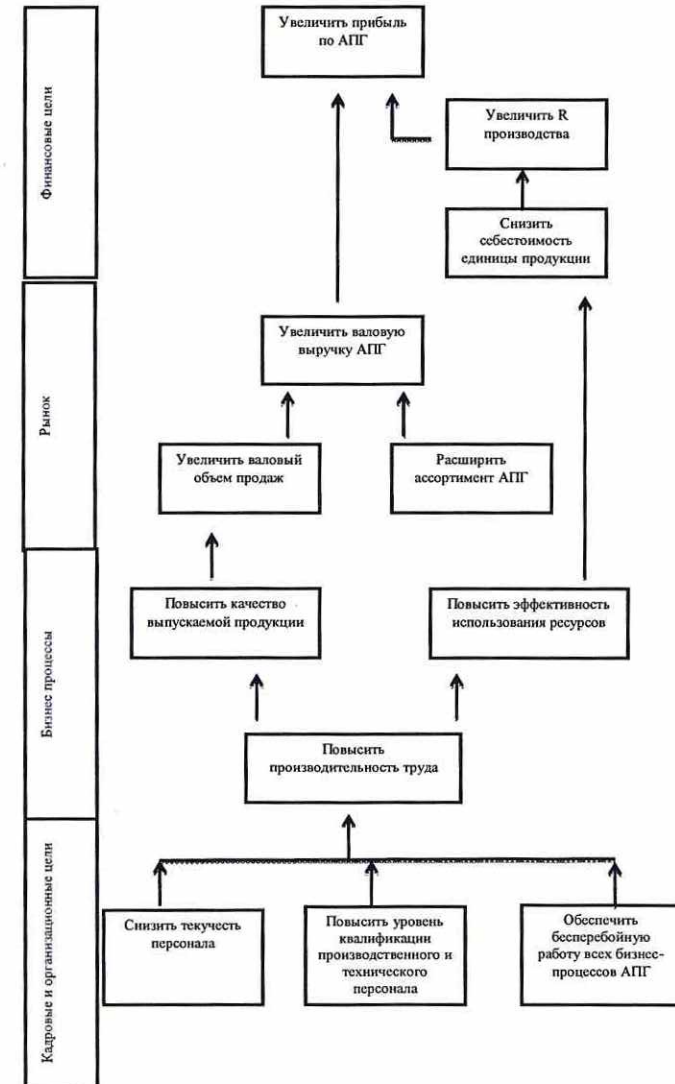 Финансовые цели
Увеличить прибыль
по АПГ
Увеличить R
производства
Снизить
себестоимость
единицы продукции
Рынок
Увеличить валовую
выручку АПГ
Увеличить валовый
объем продаж
Расширить
ассортимент АПГ
Бизнес процессы
Повысить качество
выпускаемой продукции
Повысить эффективность
использования ресурсов
Повысить
производительность труда
Кадровые и организационные цели
Снизить текучесть
персонала
Повысить уровень
квалификации
производственного и
технического
персонала
Обеспечить
бесперебойную
работу всех бизнес-
процессов АПГ